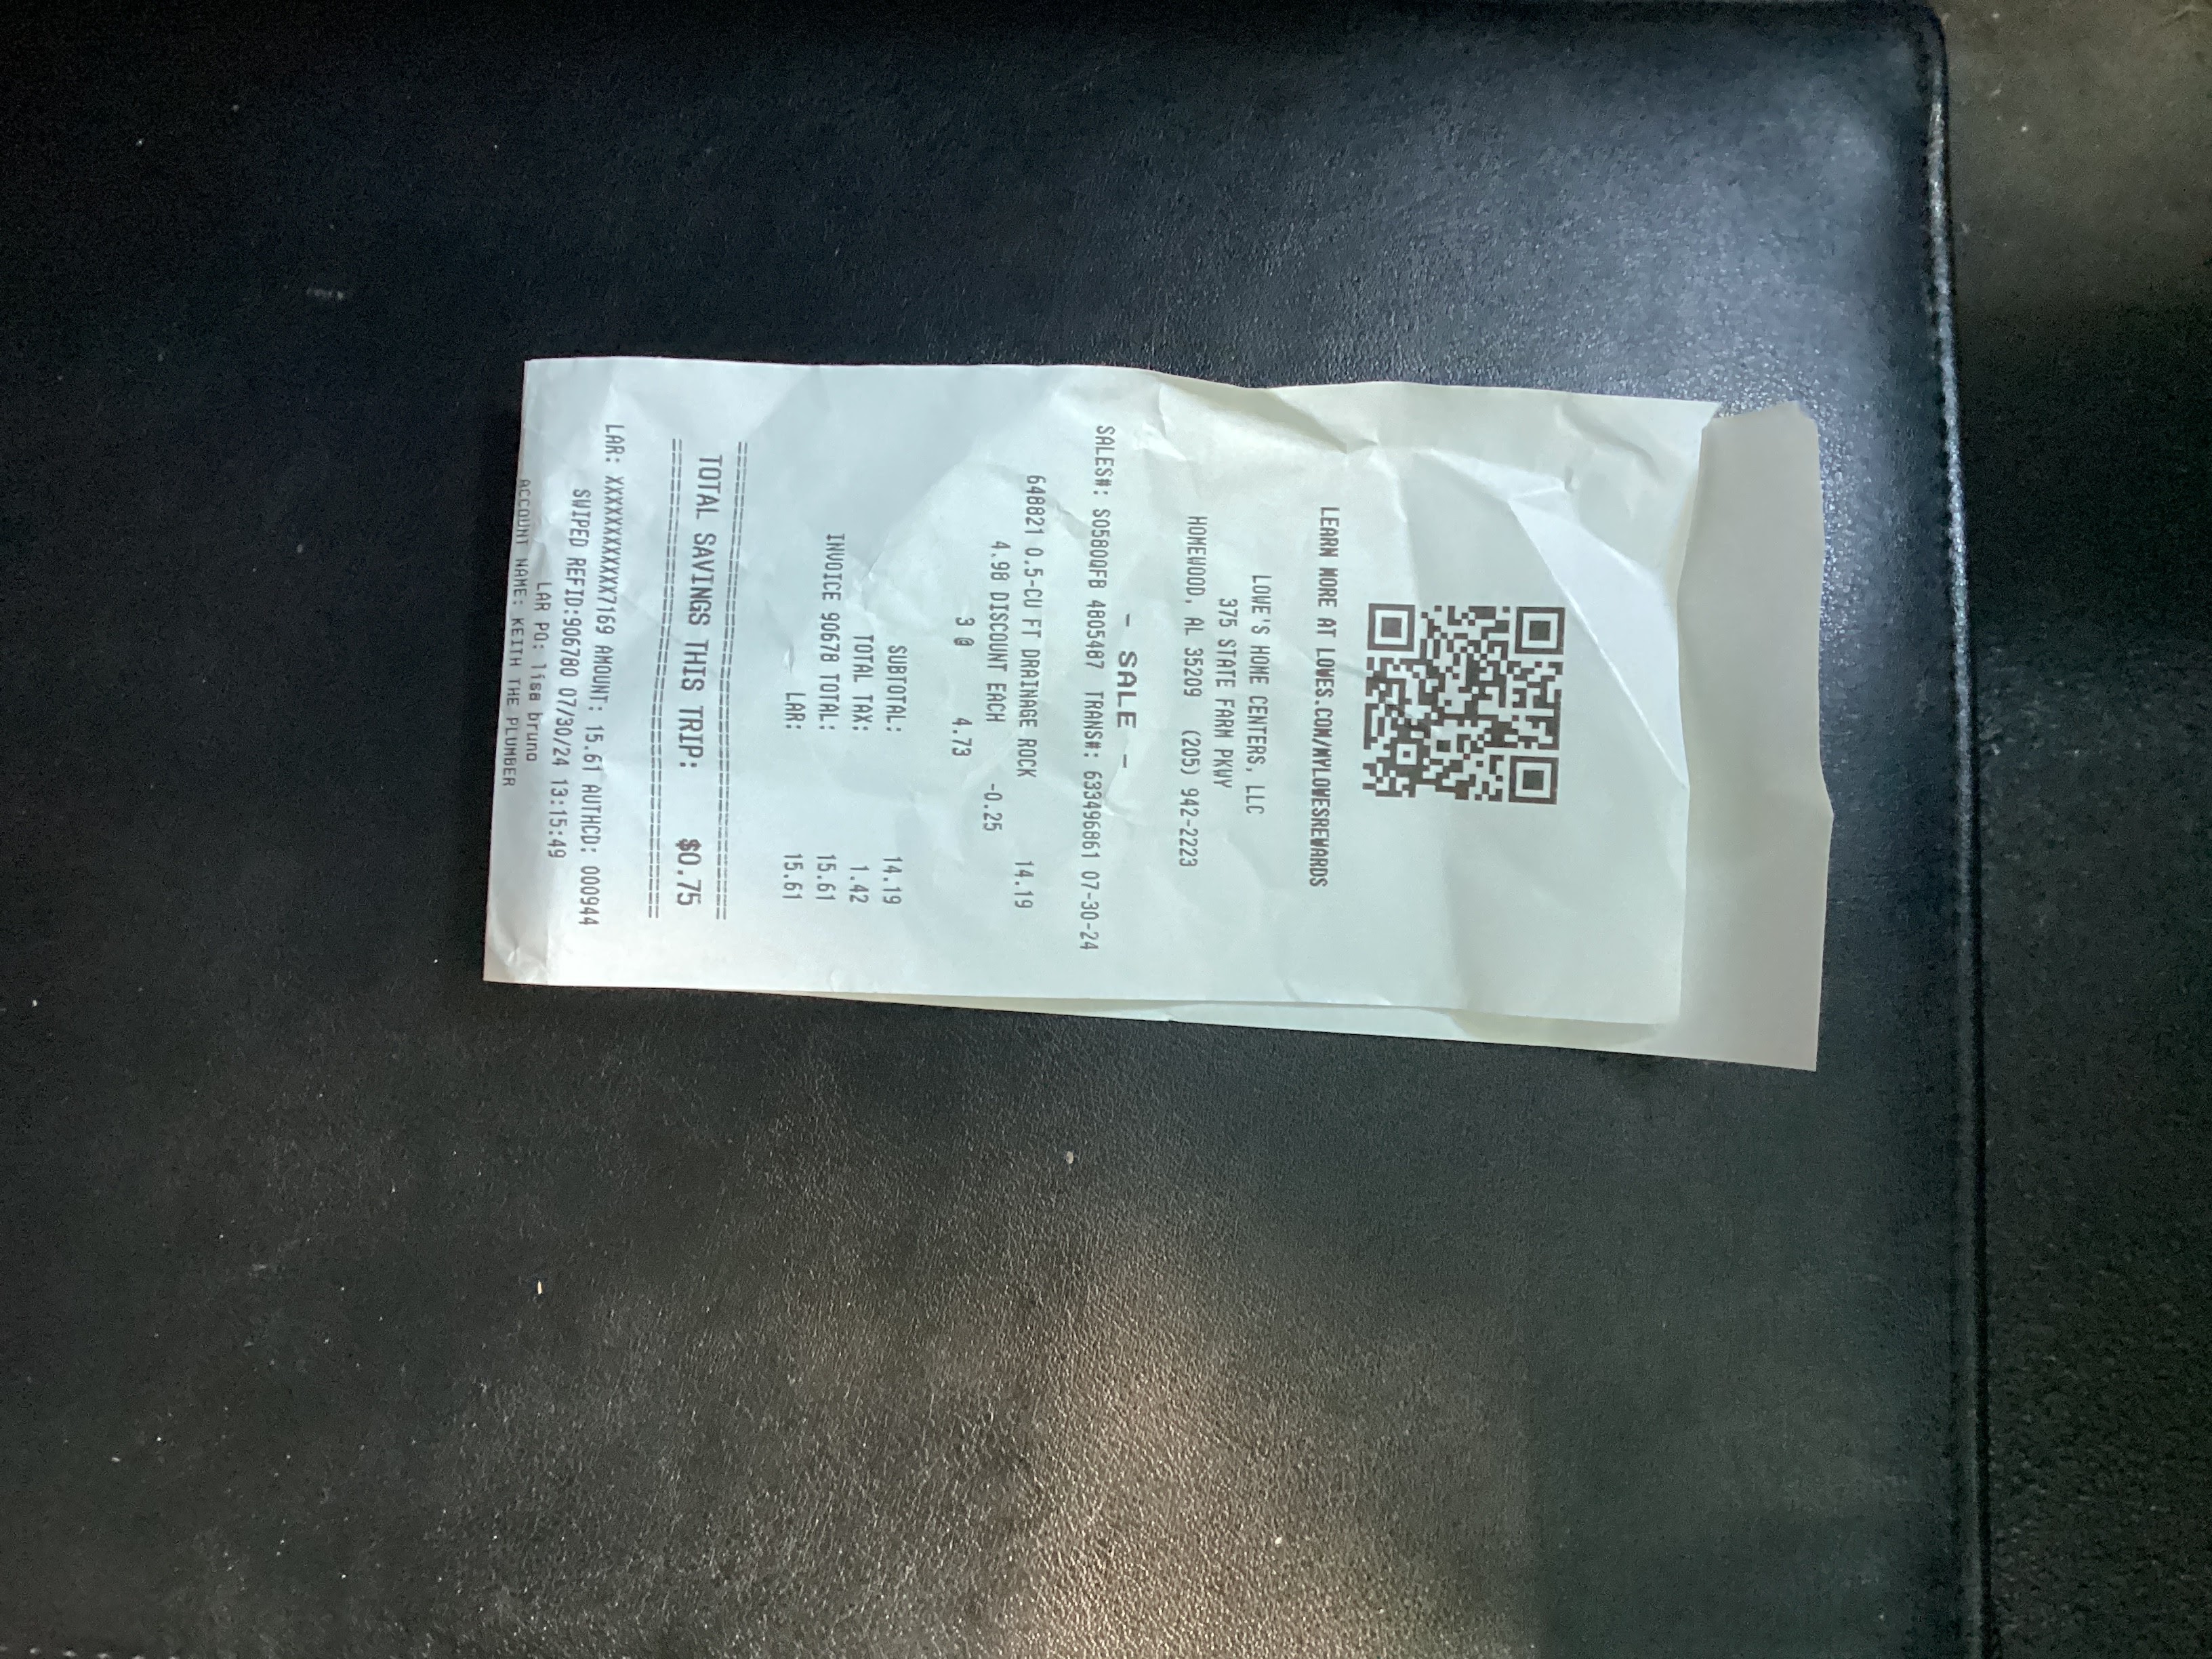 LEARN MORE AT LOWES.COM/MYLOWESREWARDS
LOWE'S HOME CENTERS, LLC
375 STATE FARM PKWY
HOMEWOOD, AL 35209 (205) 942-2223
- SALE -
SALES#: S0580QFB 4805487 TRANS#: 633496861 07-30-24
648821 0.5-CU FT DRAINAGE ROCK 14.19
4.98 DISCOUNT EACH -0.25
3 @ 4.73
SUBTOTAL: 14.19
TOTAL TAX: 1.42
INVOICE 90678 TOTAL: 15.61
LAR: 15.61
TOTAL SAVINGS THIS TRIP: $0.75
LAR: XXXXXXXXXXXX7169 AMOUNT: 15.61 AUTHCD: 000944
SWIPED REFID:906780 07/30/24 13:15:49
LAR PO: lisa bruno
ACCOUNT NAME: KEITH THE PLUMBER